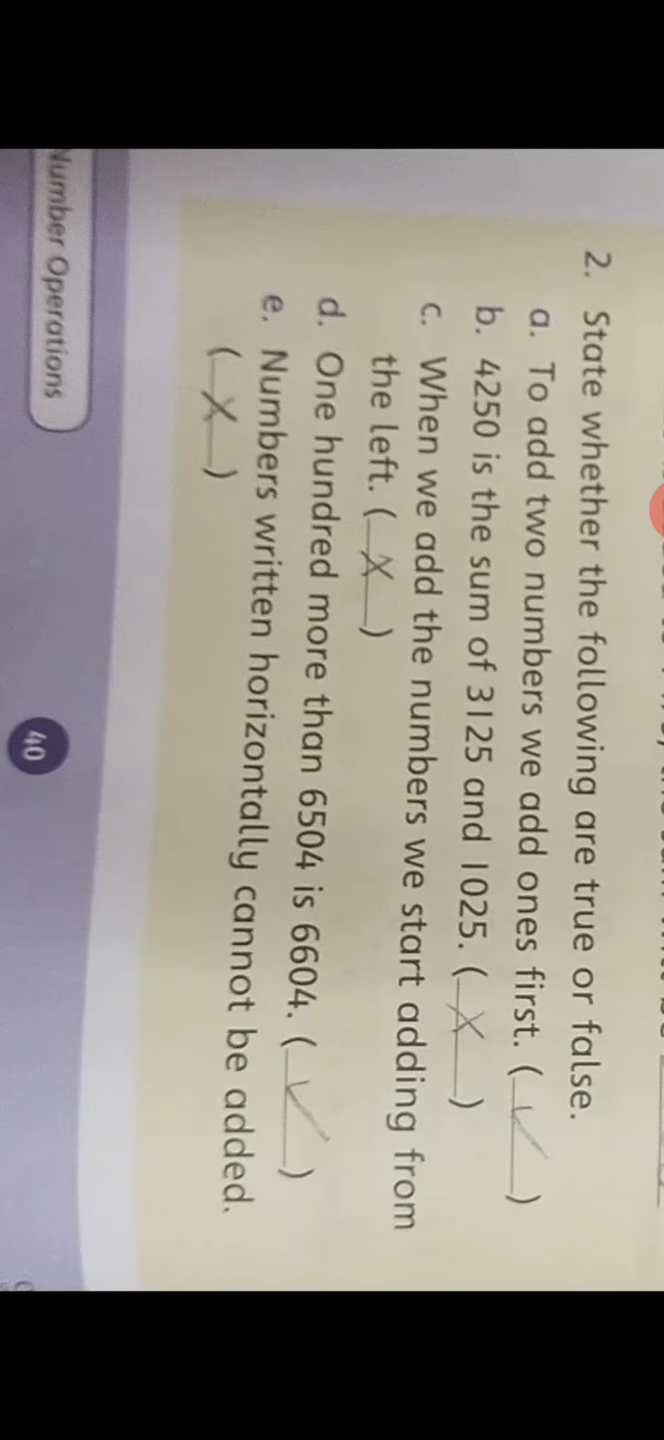 2. State whether the following are true or false.
a. To add two numbers we add ones first. ( ✓ )
b. 4250 is the sum of 3125 and 1025. ( X )
c. When we add the numbers we start adding from
the left. ( X )
d. One hundred more than 6504 is 6604. ( ✓ )
e. Numbers written horizontally cannot be added.
( X )
Number Operations
40